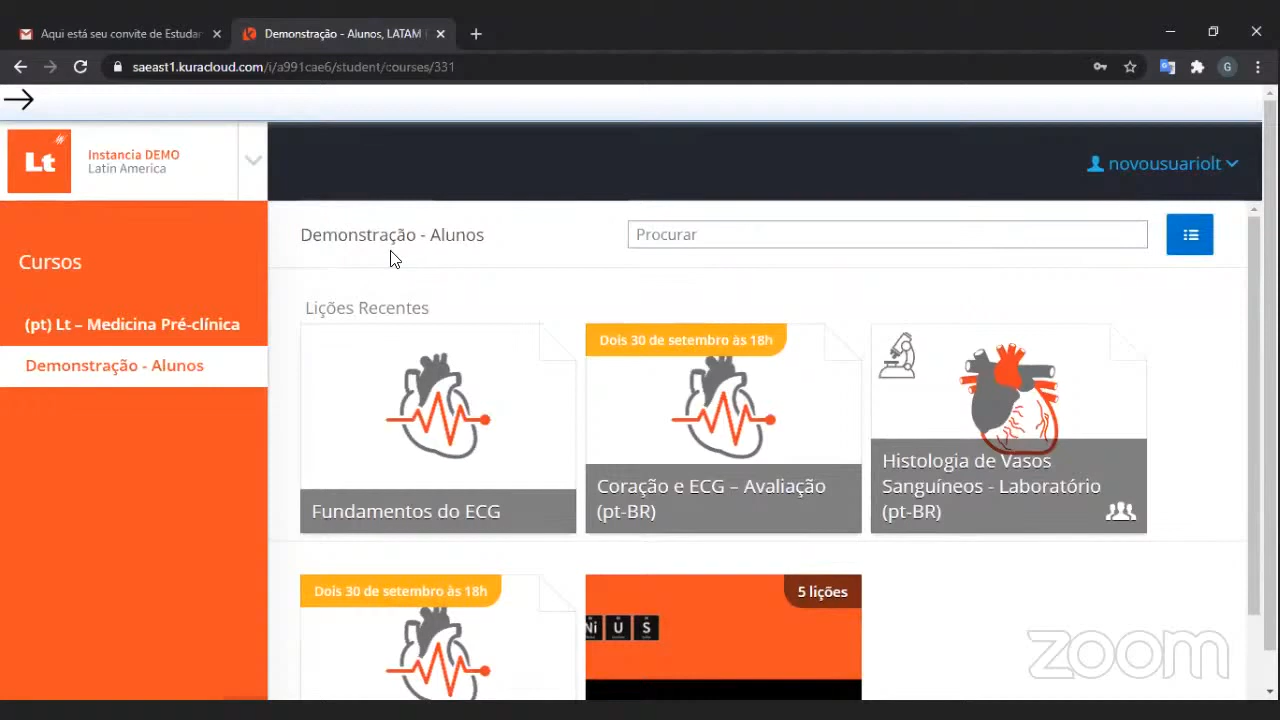 Aqui está seu convite de Estudar
Demonstração - Alunos, LATAM
saeast1.kuracloud.com/i/a991cae6/student/courses/331
G
Lt
Instancia DEMO
Latin America
novousuariolt
Demonstração - Alunos
Procurar
Cursos
(pt) Lt – Medicina Pré-clínica
Demonstração - Alunos
Lições Recentes
Fundamentos do ECG
Dois 30 de setembro às 18h
Coração e ECG – Avaliação
(pt-BR)
Histologia de Vasos
Sanguíneos - Laboratório
(pt-BR)
Dois 30 de setembro às 18h
5 lições
Ni U S
zoom